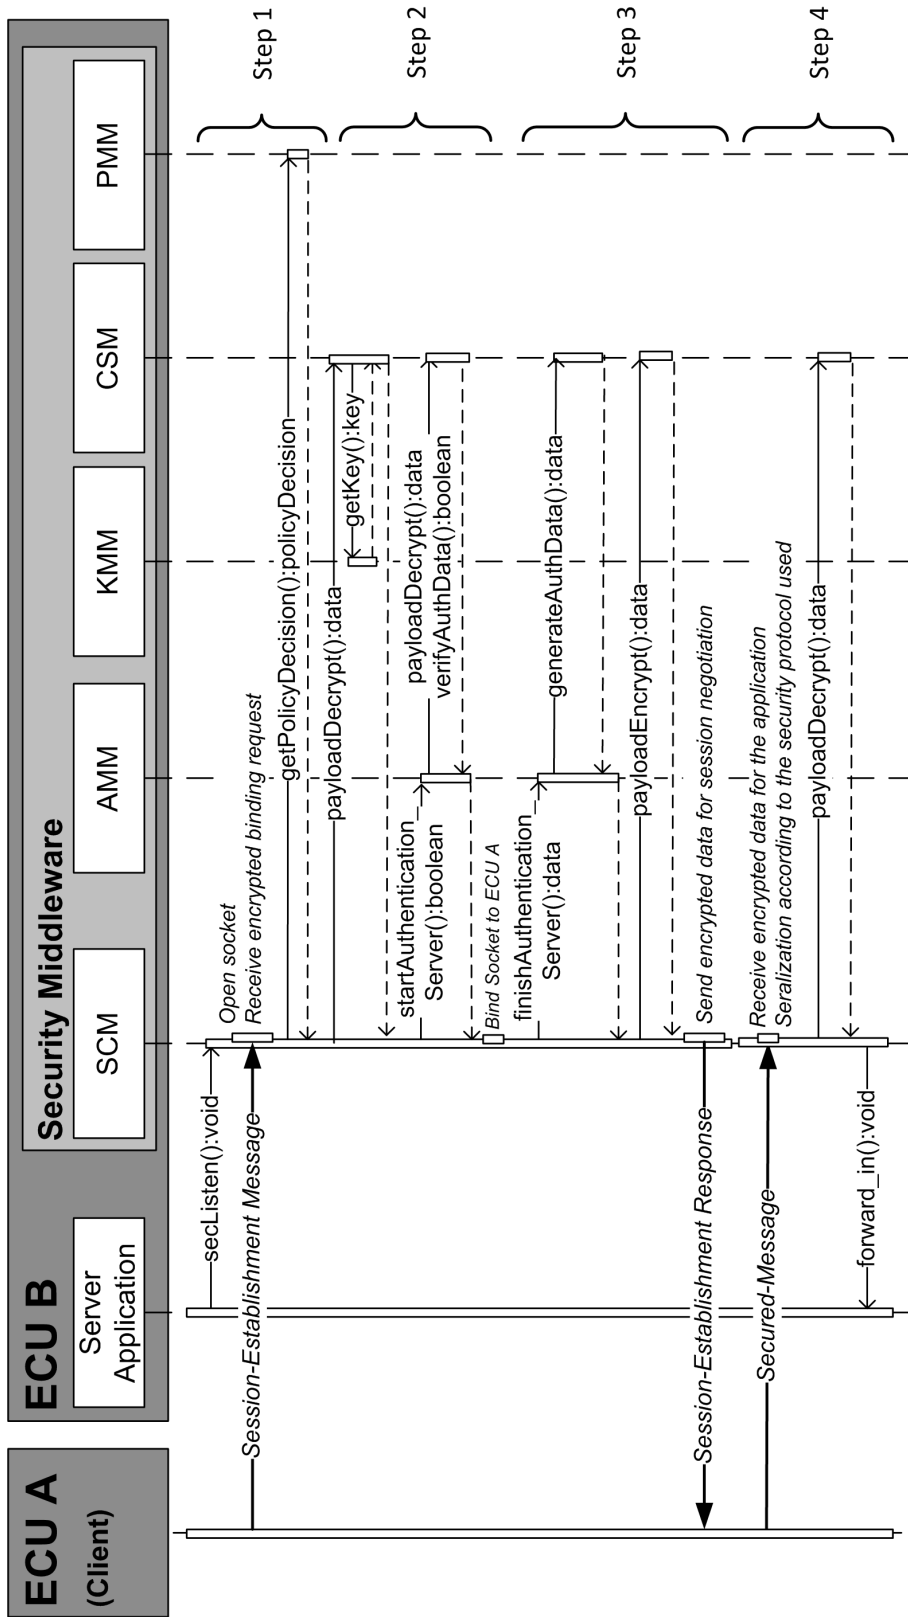 ECU A
(Client)
ECU B
Server
Application
Security Middleware
SCM
AMM
KMM
CSM
PMM
secListen():void
Open socket
Receive encrypted binding request
Session-Establishment Message
getPolicyDecision():policyDecision
Step 1
payloadDecrypt():data
getKey():key
startAuthentication
Server():boolean
payloadDecrypt():data
verifyAuthData():boolean
Step 2
Bind Socket to ECU A
finishAuthentication
Server():data
generateAuthData():data
payloadEncrypt():data
Send encrypted data for session negotiation
Session-Establishment Response
Step 3
Receive encrypted data for the application
Seralization according to the security protocol used
Secured-Message
payloadDecrypt():data
forward_in():void
Step 4